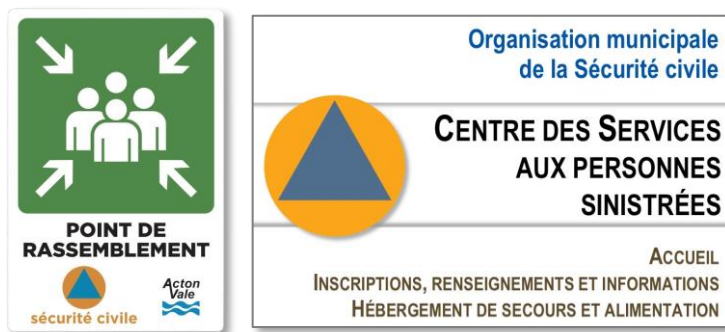 POINT DE
RASSEMBLEMENT
sécurité civile
Acton
Vale
Organisation municipale
de la Sécurité civile
CENTRE DES SERVICES
AUX PERSONNES
SINISTRÉES
ACCUEIL
INSCRIPTIONS, RENSEIGNEMENTS ET INFORMATIONS
HÉBERGEMENT DE SECOURS ET ALIMENTATION